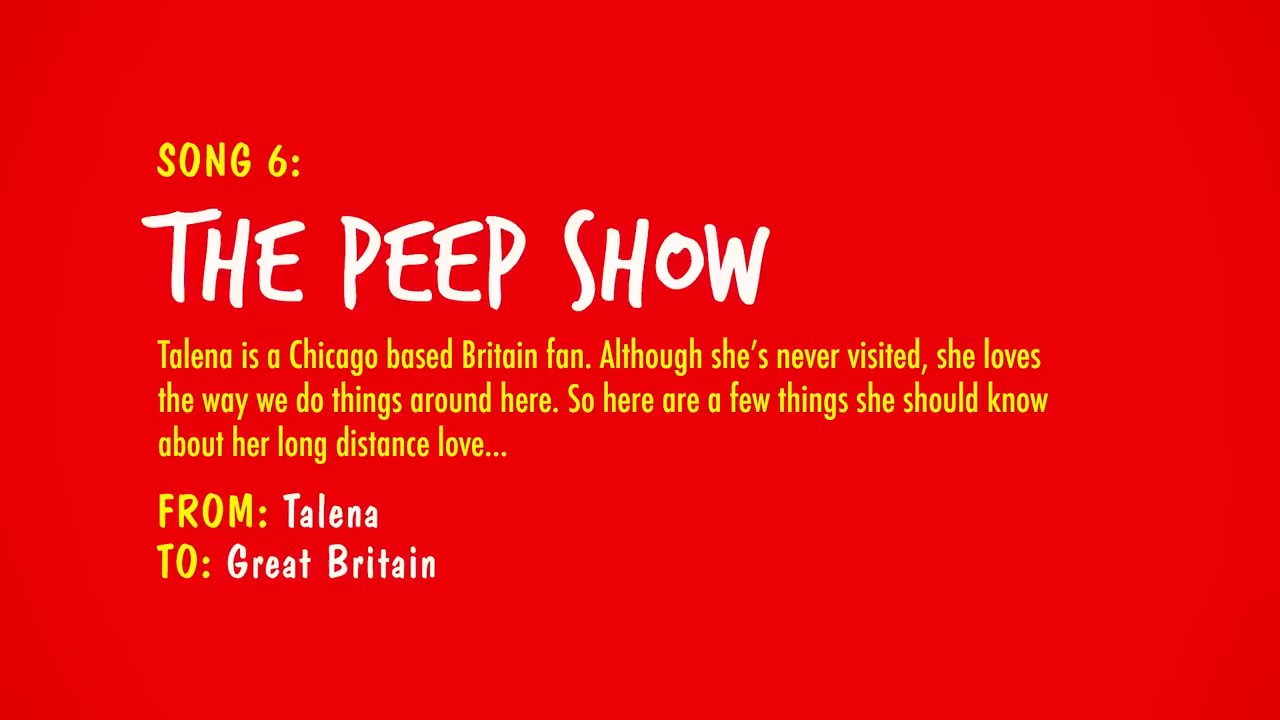 SONG 6:
THE PEEP SHOW
Talena is a Chicago based Britain fan. Although she's never visited, she loves
the way we do things around here. So here are a few things she should know
about her long distance love...
FROM: Talena
TO: Great Britain